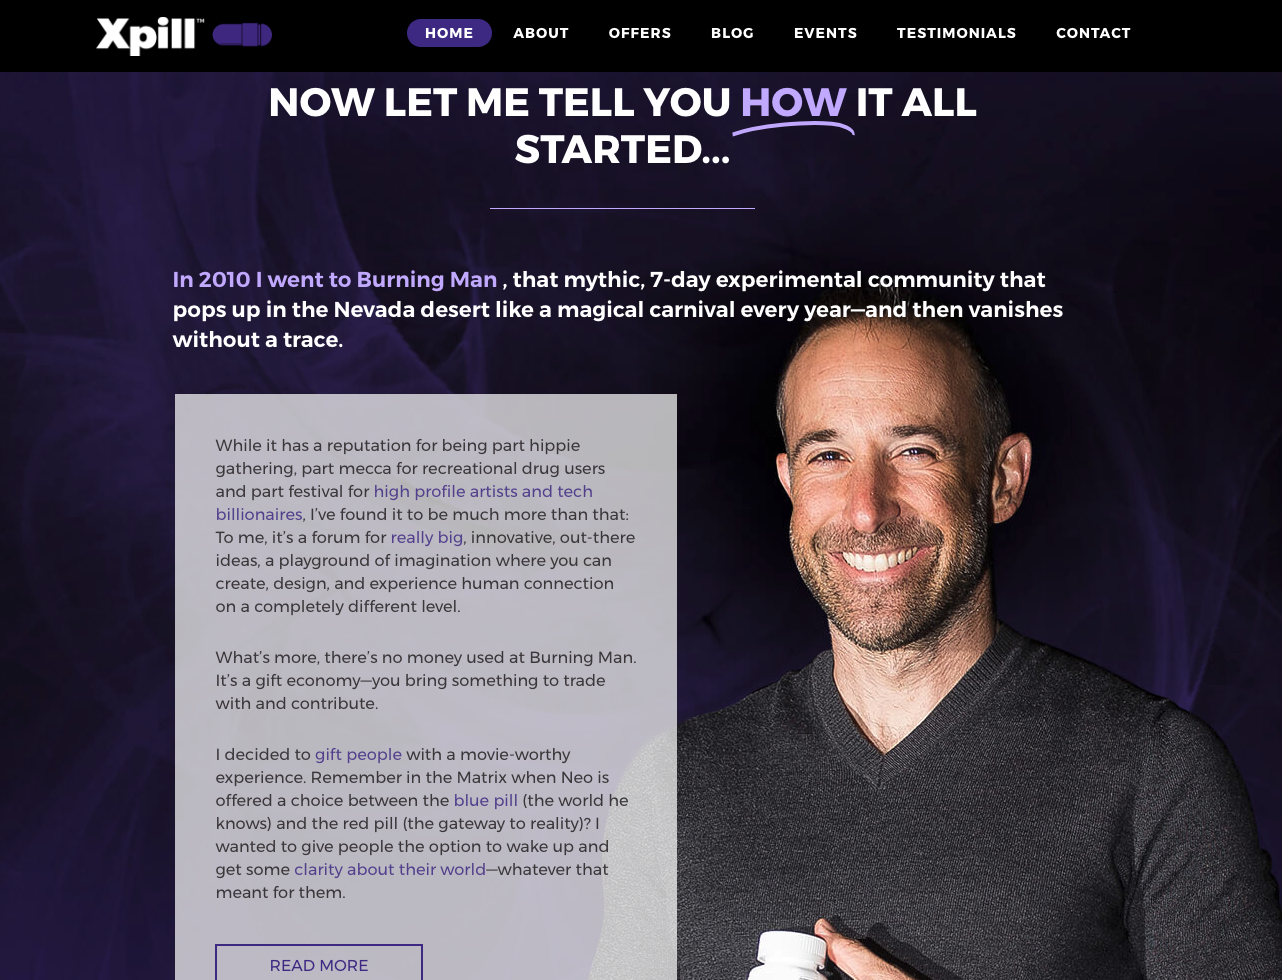 Xpill™
HOME ABOUT OFFERS BLOG EVENTS TESTIMONIALS CONTACT
NOW LET ME TELL YOU HOW IT ALL
STARTED...
In 2010 I went to Burning Man , that mythic, 7-day experimental community that
pops up in the Nevada desert like a magical carnival every year—and then vanishes
without a trace.
While it has a reputation for being part hippie
gathering, part mecca for recreational drug users
and part festival for high profile artists and tech
billionaires, I’ve found it to be much more than that:
To me, it’s a forum for really big, innovative, out-there
ideas, a playground of imagination where you can
create, design, and experience human connection
on a completely different level.
What’s more, there’s no money used at Burning Man.
It’s a gift economy—you bring something to trade
with and contribute.
I decided to gift people with a movie-worthy
experience. Remember in the Matrix when Neo is
offered a choice between the blue pill (the world he
knows) and the red pill (the gateway to reality)? I
wanted to give people the option to wake up and
get some clarity about their world—whatever that
meant for them.
READ MORE